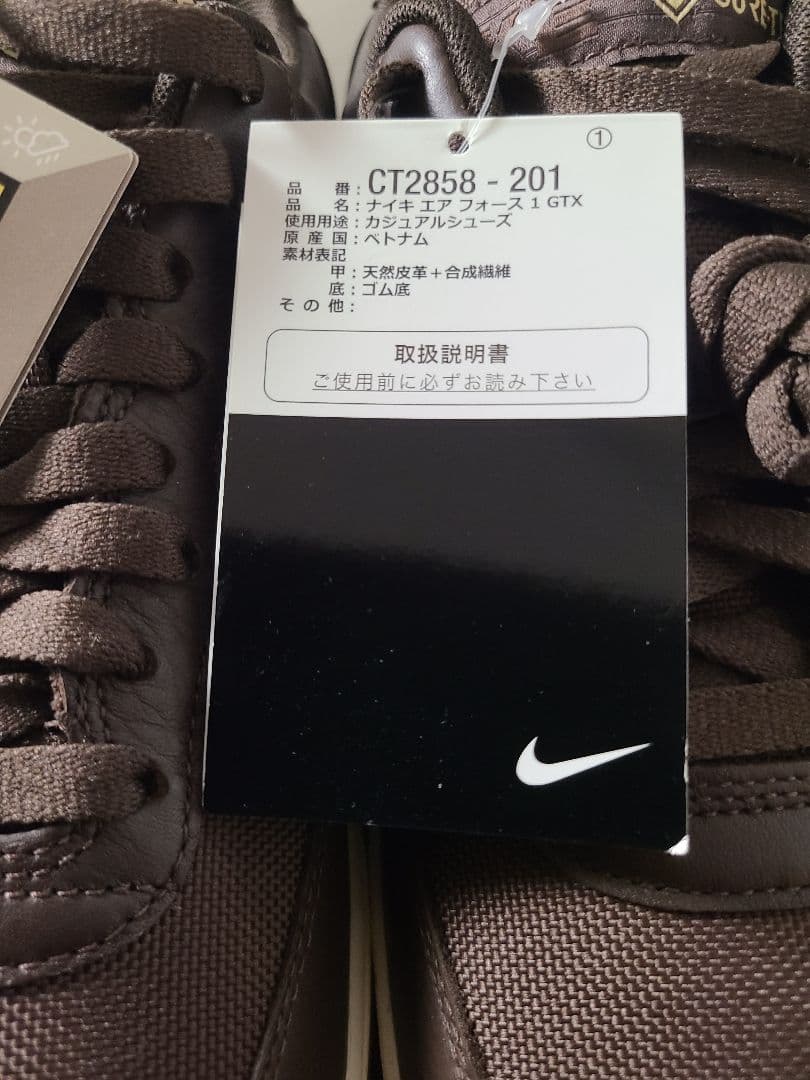 GORE-T
①
品 番：CT2858 - 201
品 名：ナイキ エア フォース 1 GTX
使用用途：カジュアルシューズ
原 産 国：ベトナム
素材表記
甲：天然皮革＋合成繊維
底：ゴム底
そ の 他：
取扱説明書
ご使用前に必ずお読み下さい